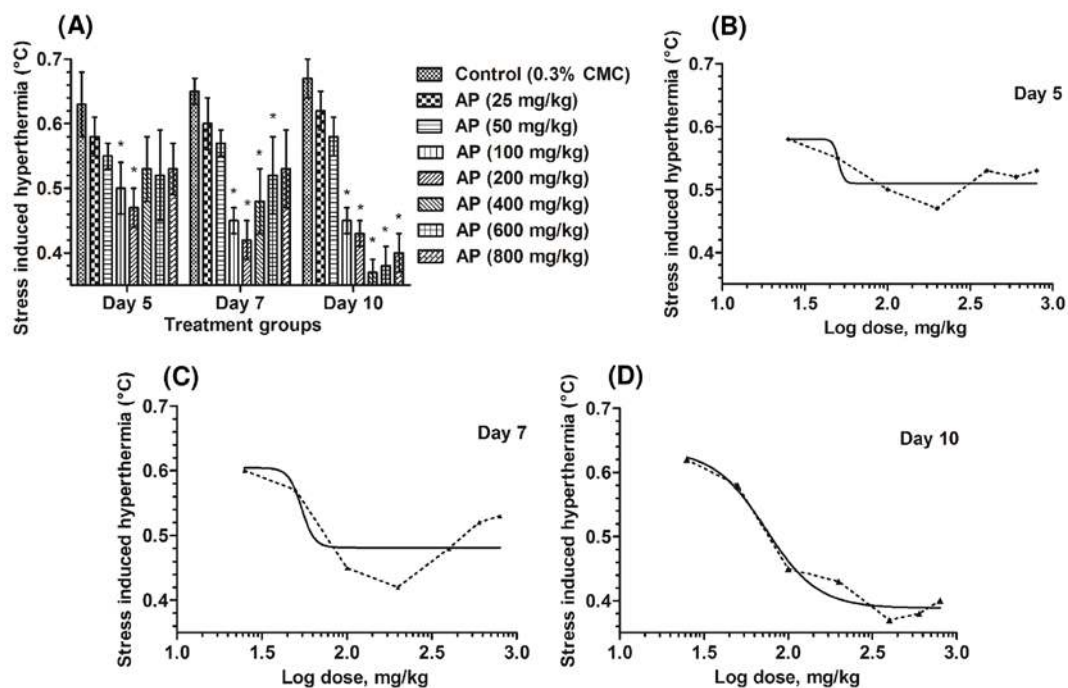 (A)
Stress induced hyperthermia (°C)
0.7
0.6
0.5
0.4
* * * * * * * * * * *
Day 5 Day 7 Day 10
Treatment groups
Control (0.3% CMC)
AP (25 mg/kg)
AP (50 mg/kg)
AP (100 mg/kg)
AP (200 mg/kg)
AP (400 mg/kg)
AP (600 mg/kg)
AP (800 mg/kg)
(B)
Stress induced hyperthermia (°C)
0.7
0.6
0.5
0.4
Day 5
1.0 1.5 2.0 2.5 3.0
Log dose, mg/kg
(C)
Stress induced hyperthermia (°C)
0.7
0.6
0.5
0.4
Day 7
1.0 1.5 2.0 2.5 3.0
Log dose, mg/kg
(D)
Stress induced hyperthermia (°C)
0.7
0.6
0.5
0.4
Day 10
1.0 1.5 2.0 2.5 3.0
Log dose, mg/kg